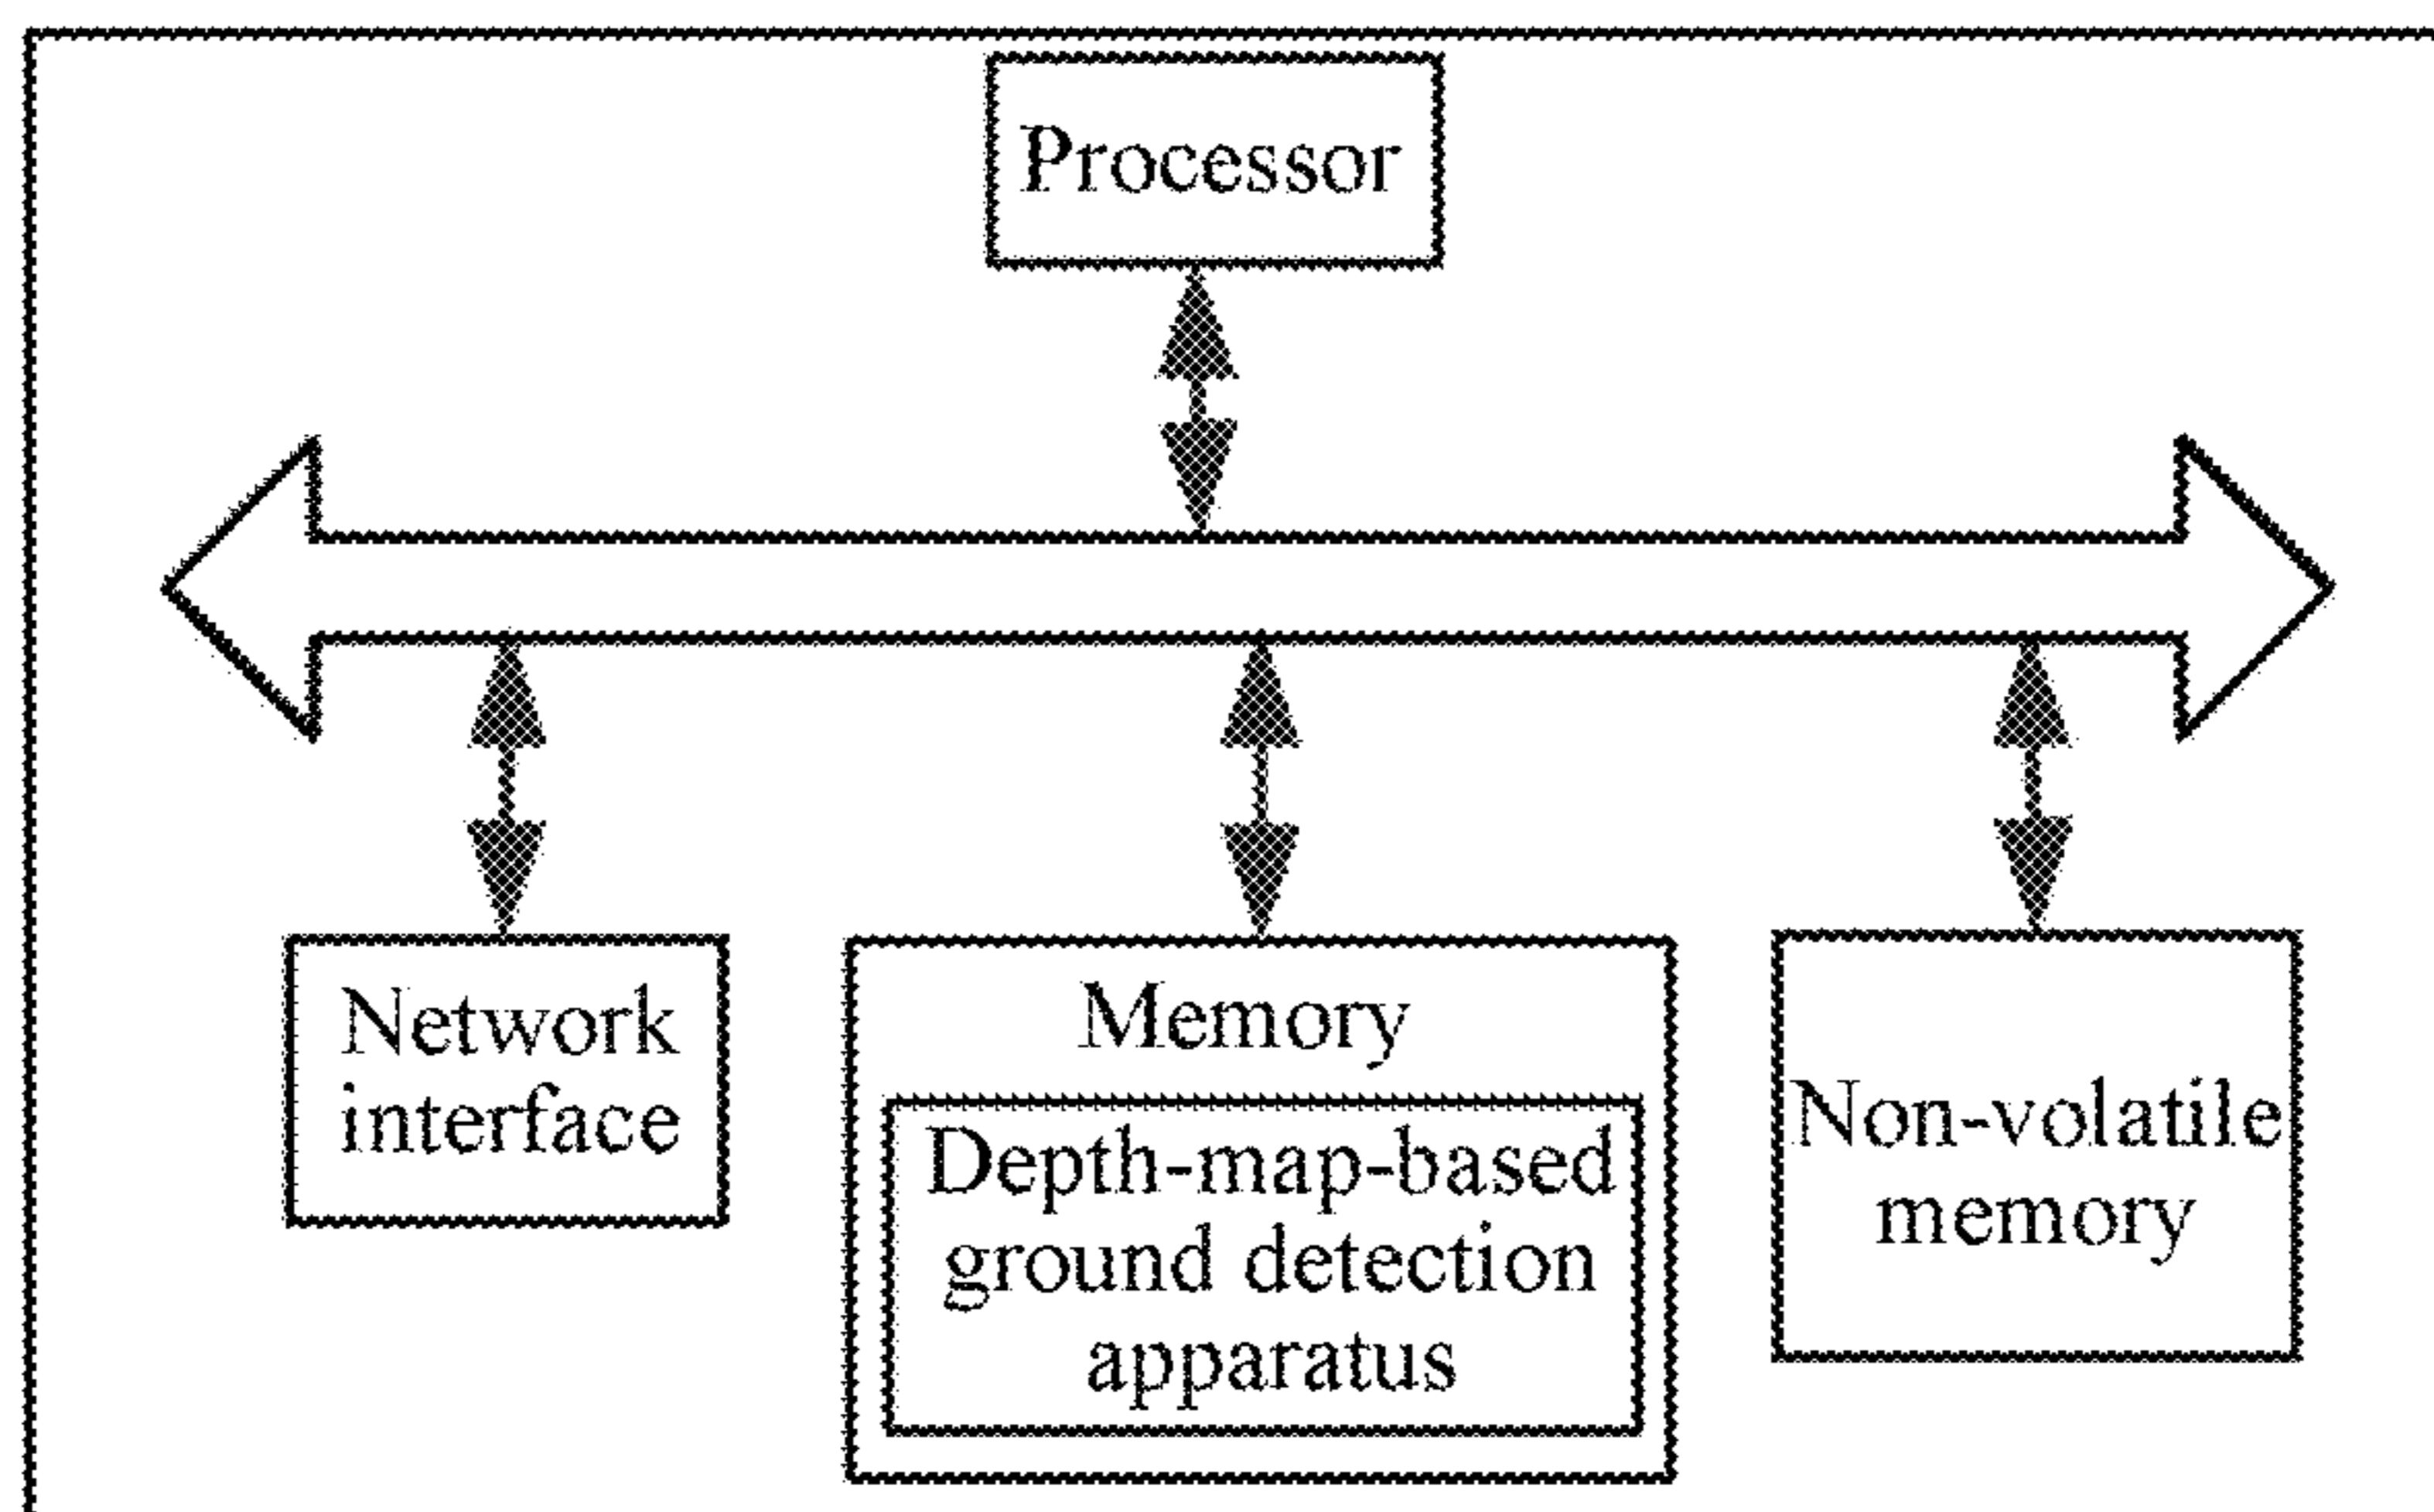 Processor
Network
interface
Memory
Depth-map-based
ground detection
apparatus
Non-volatile
memory